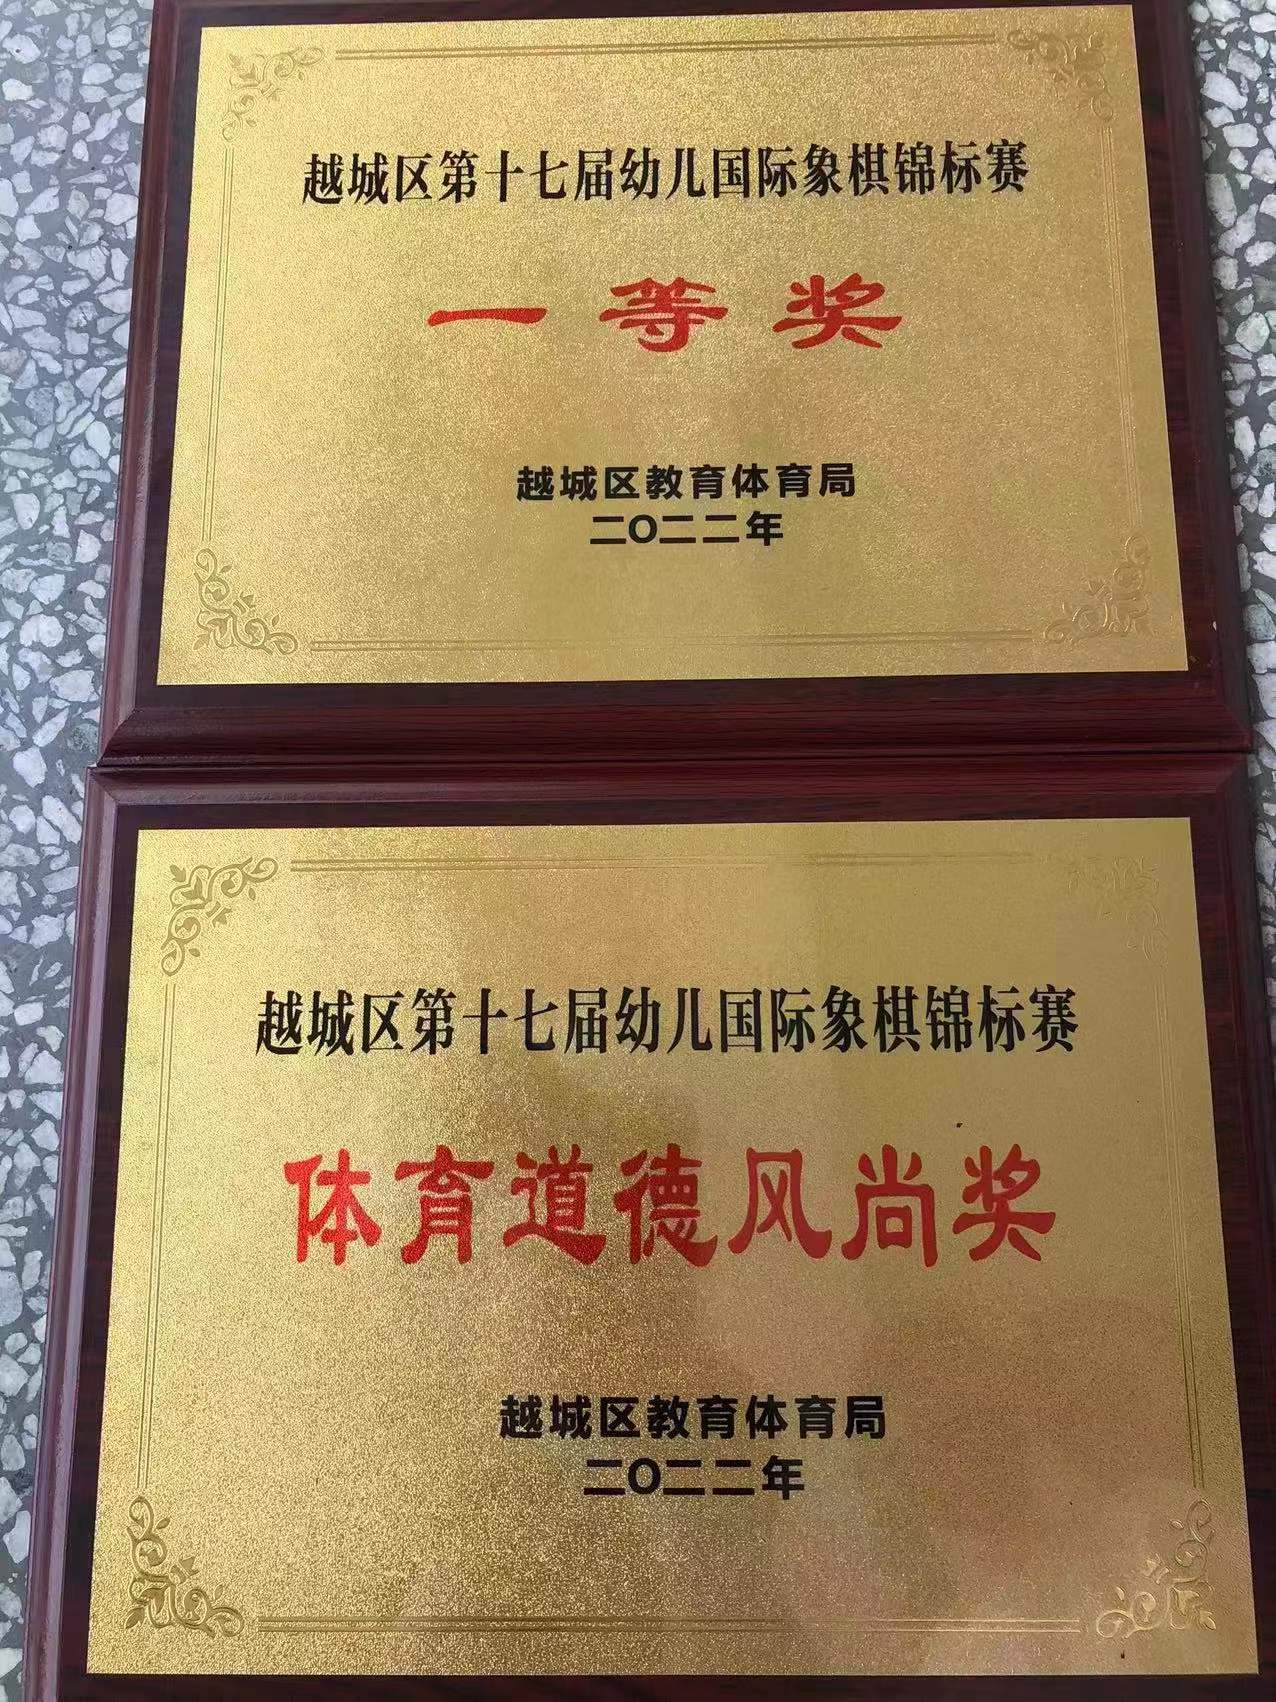 越城区第十七届幼儿国际象棋锦标赛
一等奖
越城区教育体育局
二〇二二年
越城区第十七届幼儿国际象棋锦标赛
体育道德风尚奖
越城区教育体育局
二〇二二年